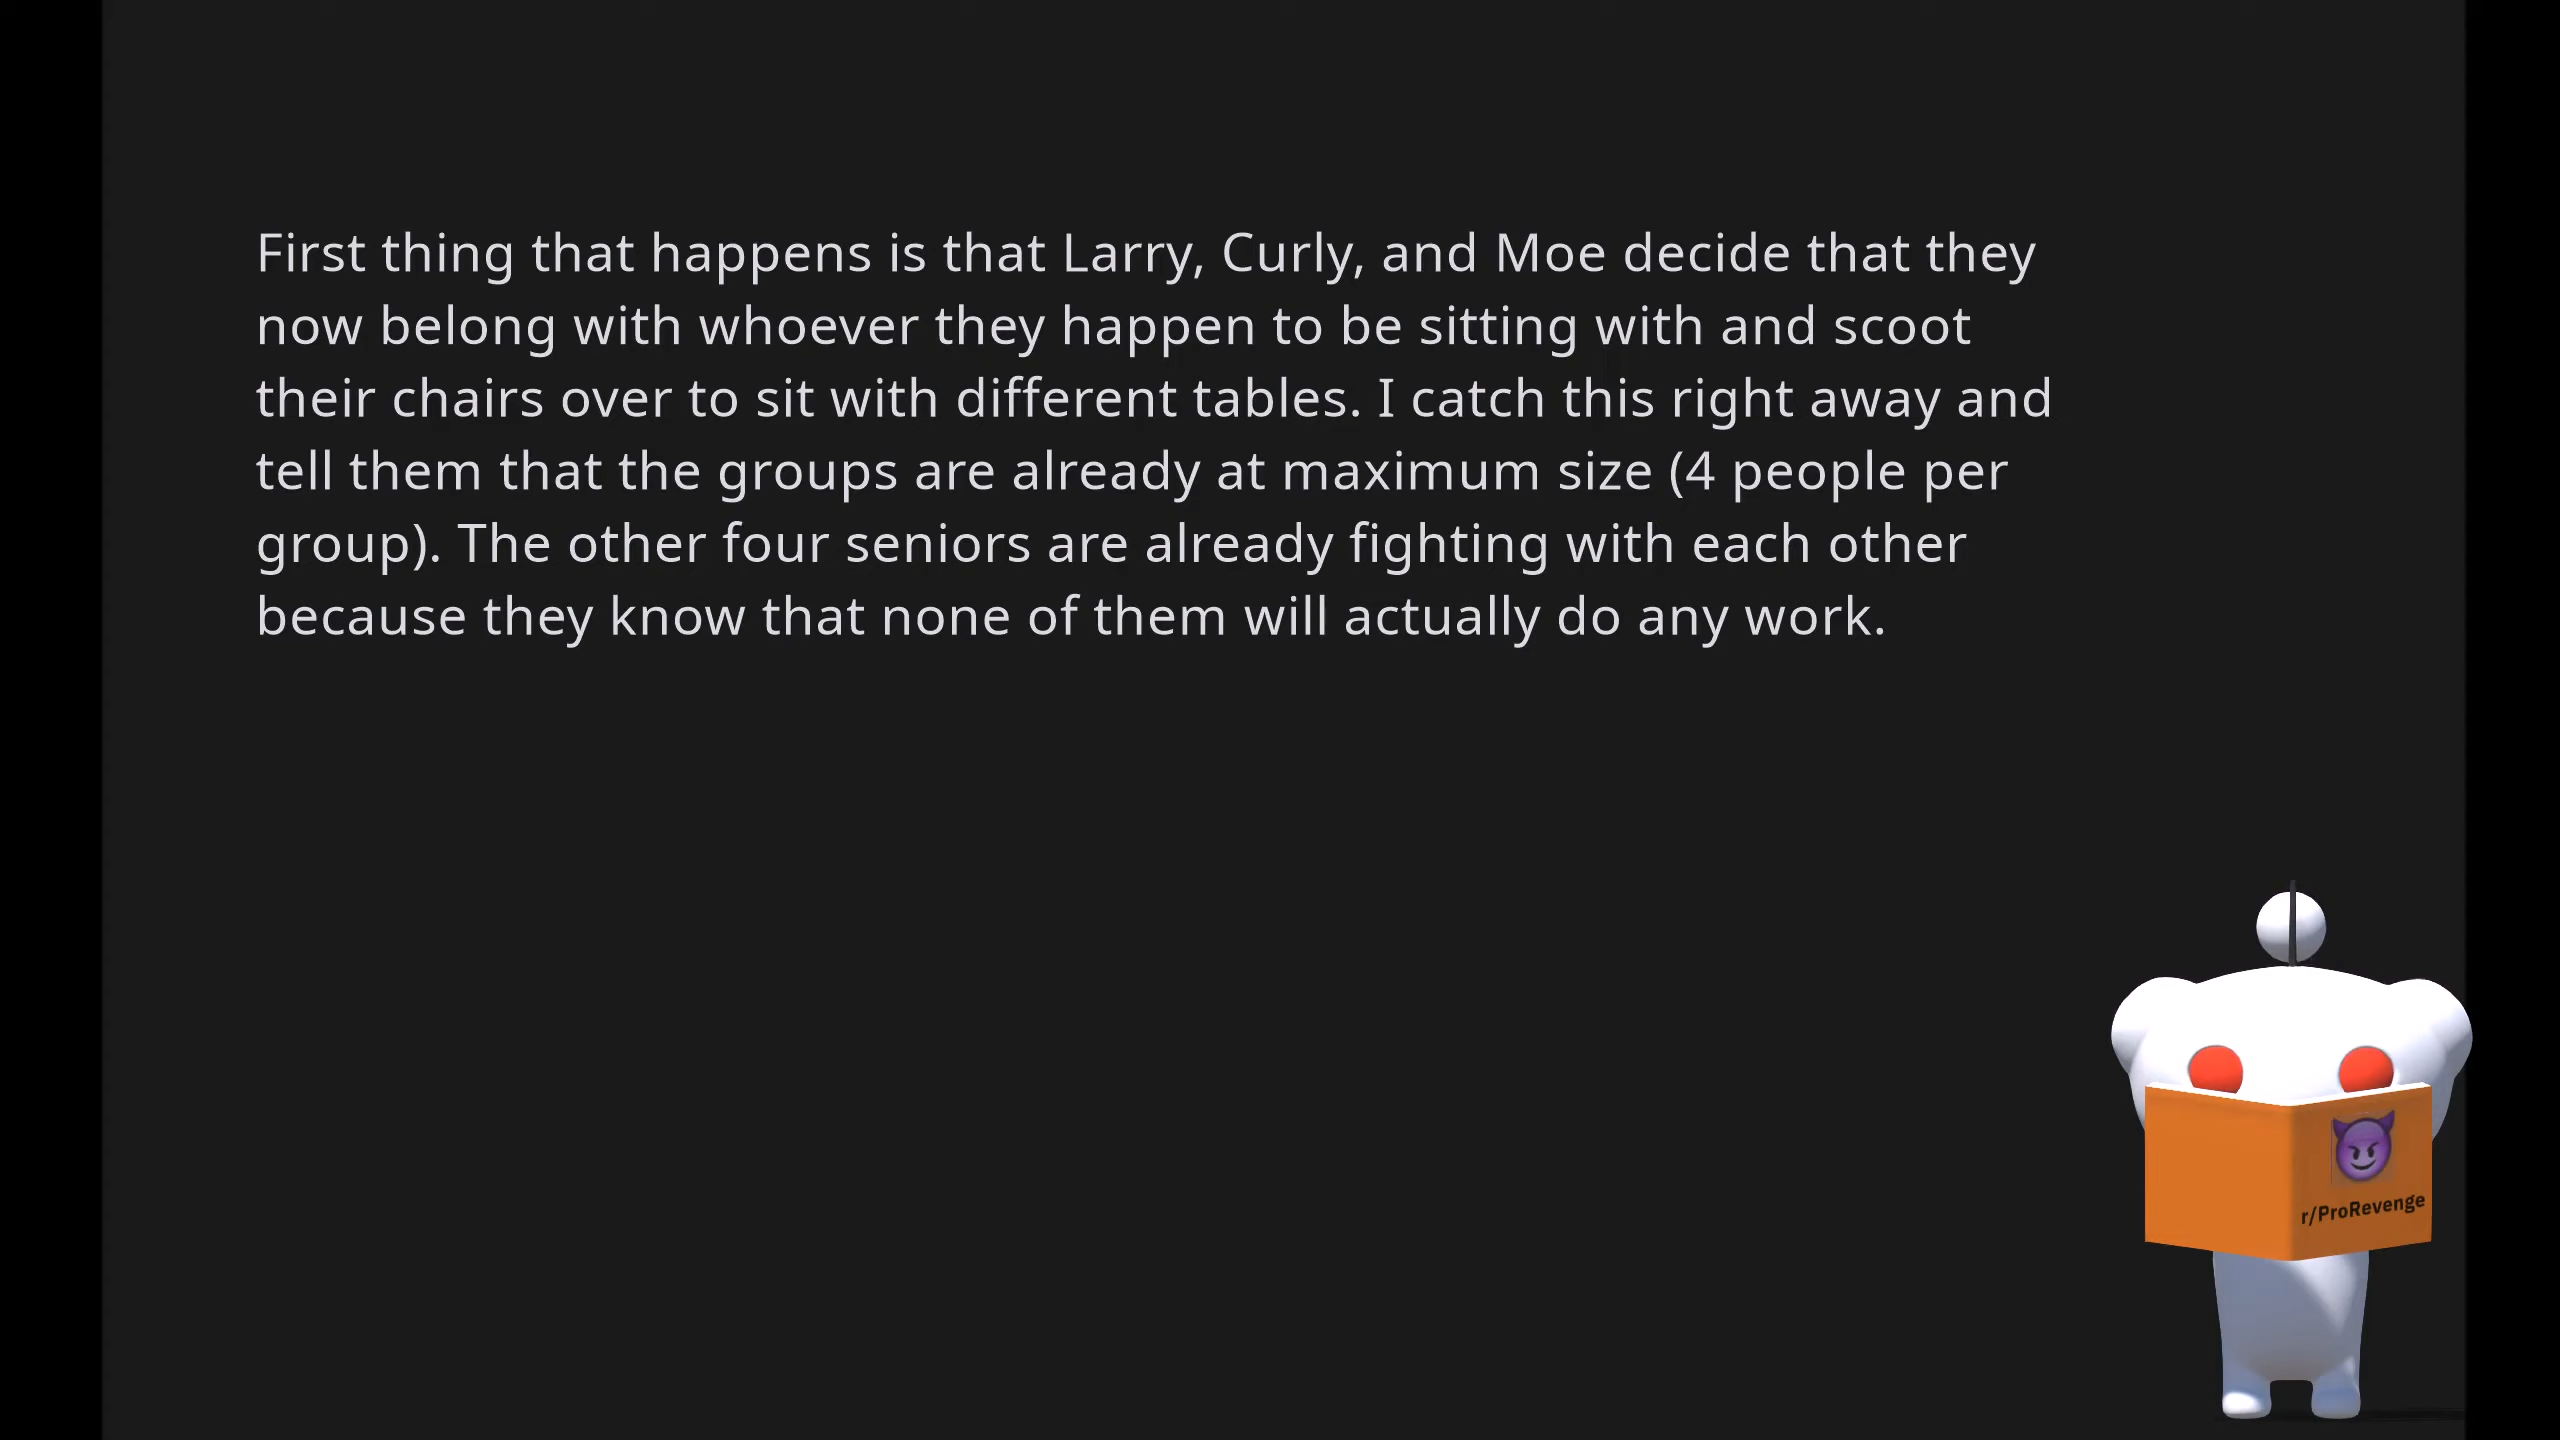 First thing that happens is that Larry, Curly, and Moe decide that they
now belong with whoever they happen to be sitting with and scoot
their chairs over to sit with different tables. I catch this right away and
tell them that the groups are already at maximum size (4 people per
group). The other four seniors are already fighting with each other
because they know that none of them will actually do any work.
r/ProRevenge